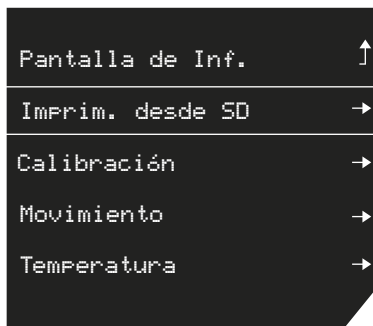 Pantalla de Inf.
Imprim. desde SD
Calibración
Movimiento
Temperatura